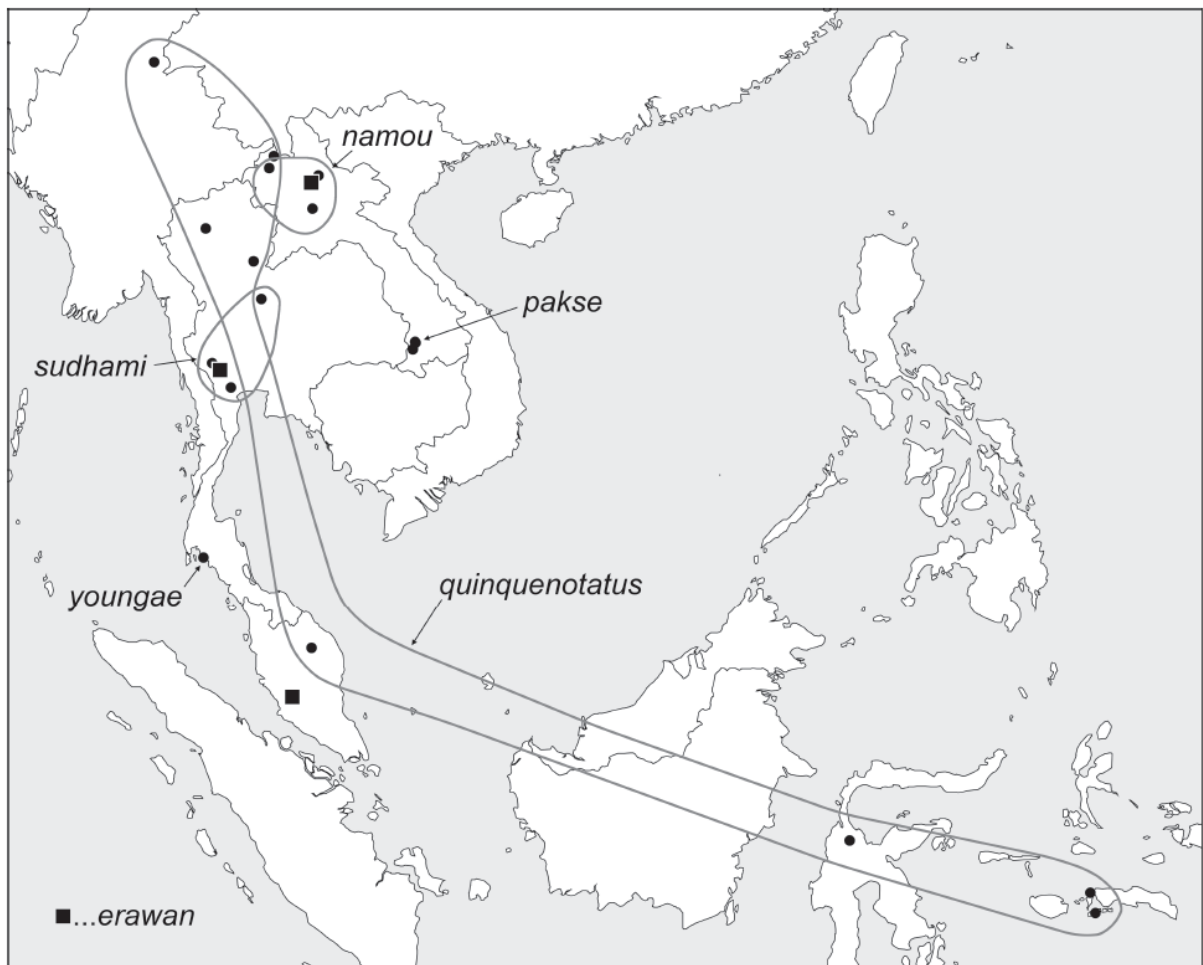 namou
pakse
sudhami
youngae
quinquenotatus
■...erawan